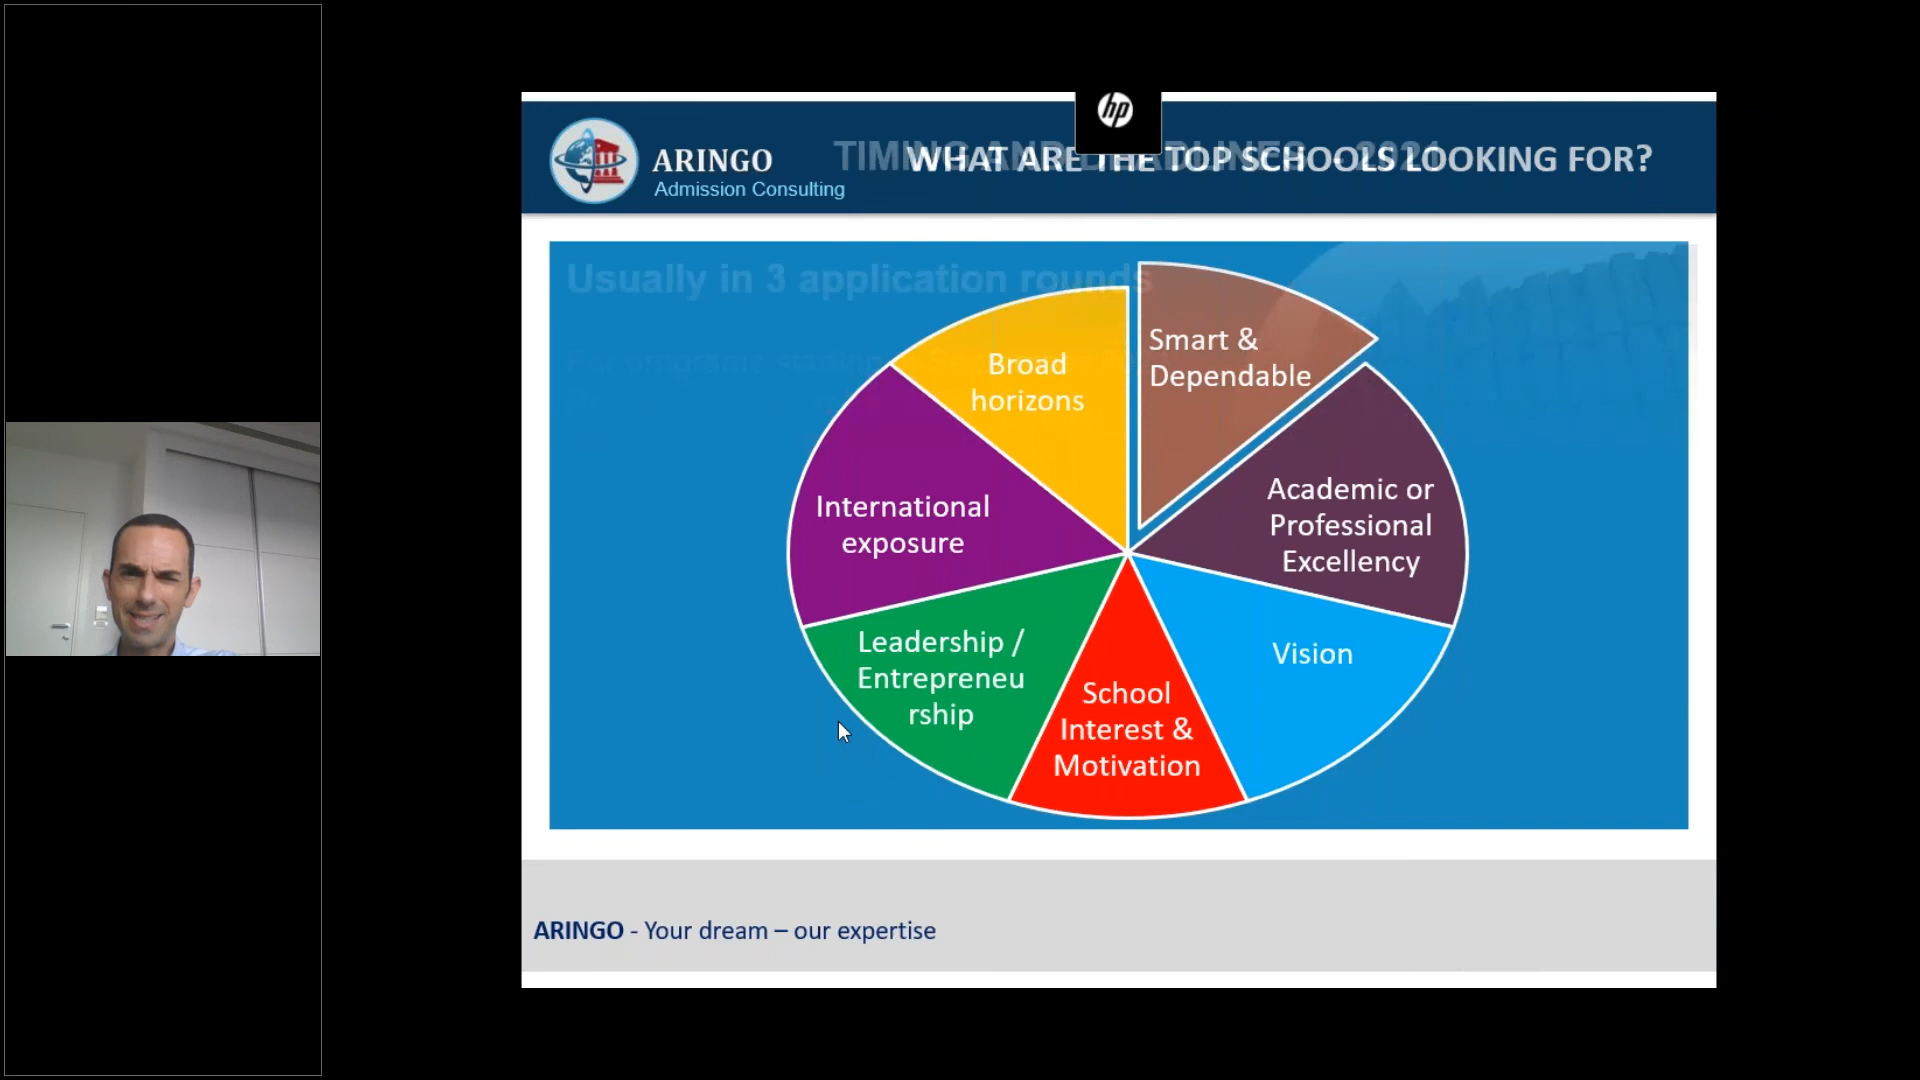 hp
ARINGO
Admission Consulting
TIMING AND DEADLINES - 2021
WHAT ARE THE TOP SCHOOLS LOOKING FOR?
Usually in 3 application rounds
Broad
horizons
Smart &
Dependable
Academic or
Professional
Excellency
International
exposure
Vision
Leadership /
Entrepreneu
rship
School
Interest &
Motivation
ARINGO - Your dream – our expertise